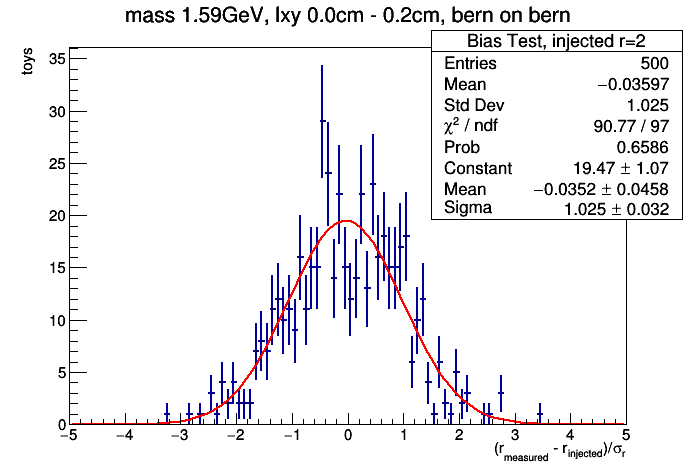 mass 1.59GeV, lxy 0.0cm - 0.2cm, bern on bern
Bias Test, injected r=2
Entries 500
Mean −0.03597
Std Dev 1.025
χ² / ndf 90.77 / 97
Prob 0.6586
Constant 19.47 ± 1.07
Mean −0.0352 ± 0.0458
Sigma 1.025 ± 0.032
toys
35
30
25
20
15
10
5
0
−5 −4 −3 −2 −1 0 1 2 3 4 5
(r_measured - r_injected)/σ_r